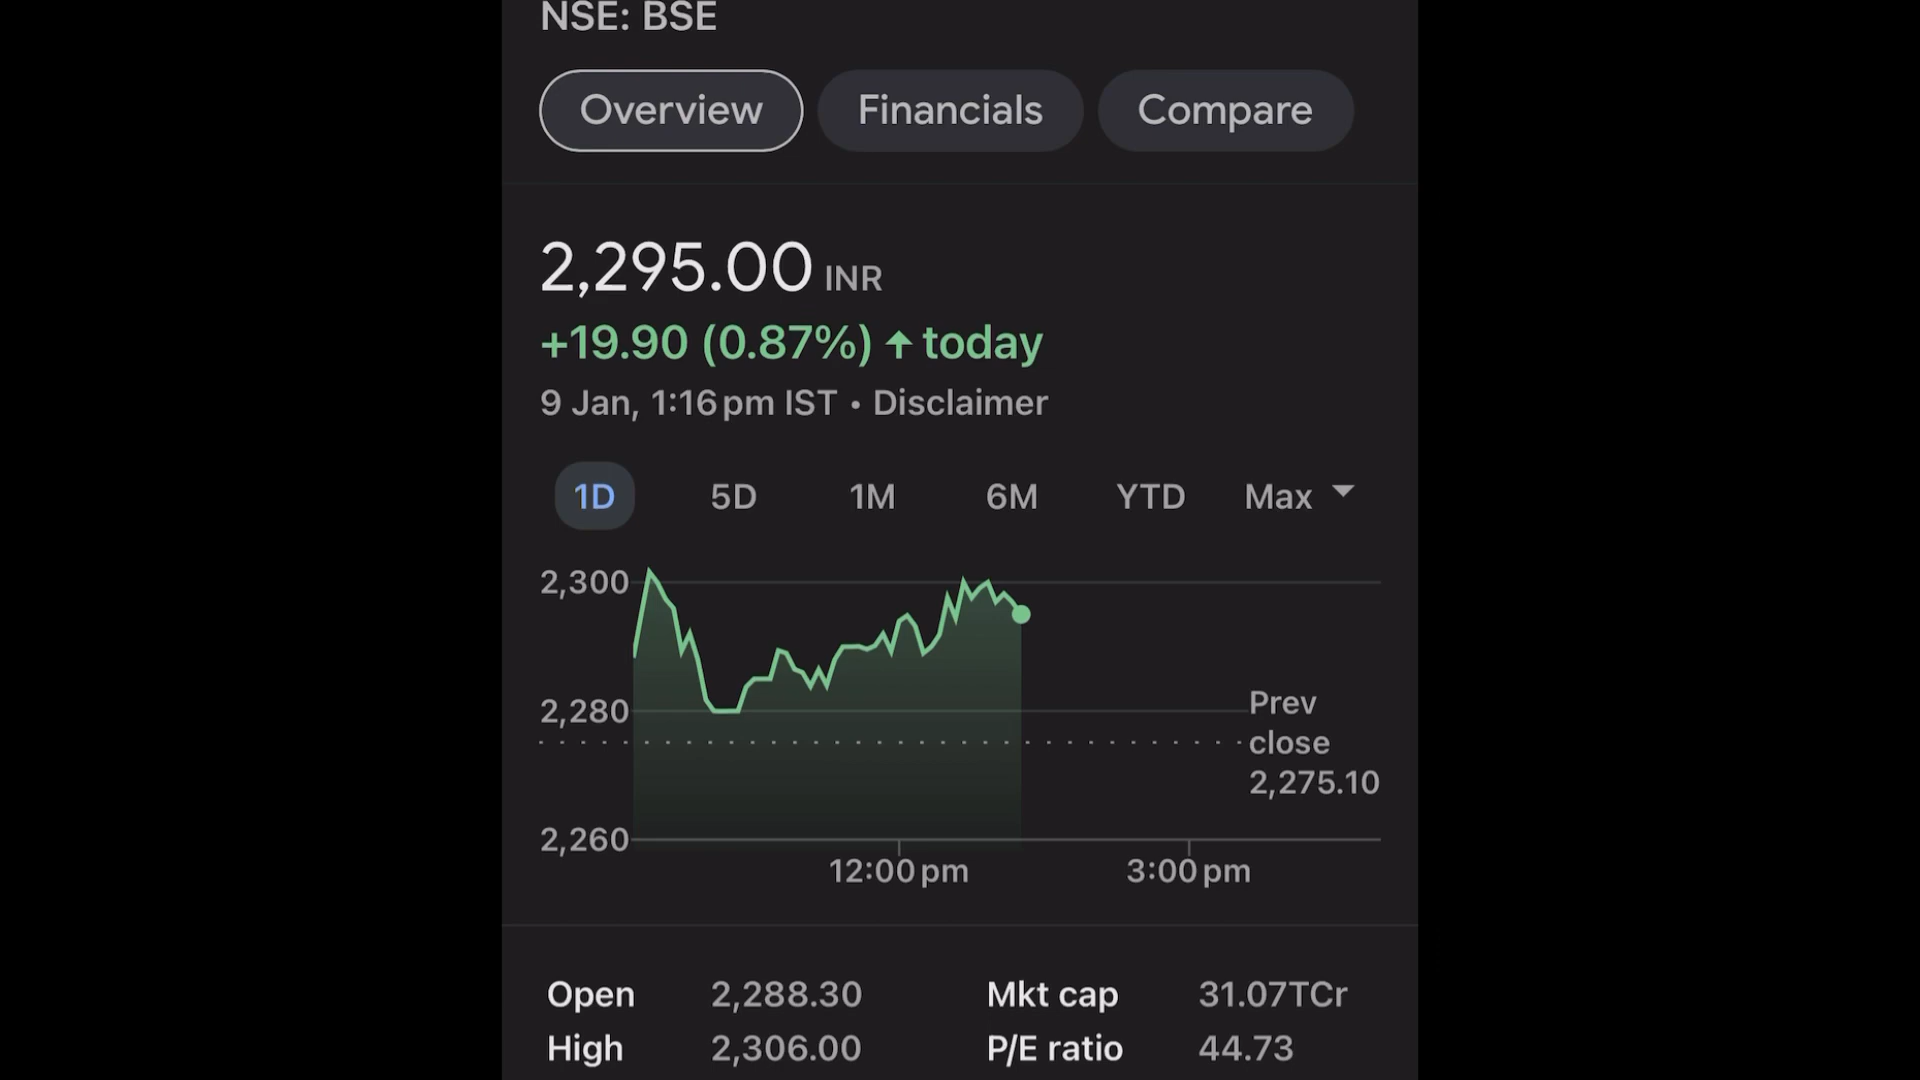 NSE: BSE
Overview Financials Compare
2,295.00 INR
+19.90 (0.87%) ↑ today
9 Jan, 1:16 pm IST • Disclaimer
1D 5D 1M 6M YTD Max
2,300
2,280
Prev
close
2,275.10
2,260
12:00 pm 3:00 pm
Open 2,288.30 Mkt cap 31.07TCr
High 2,306.00 P/E ratio 44.73